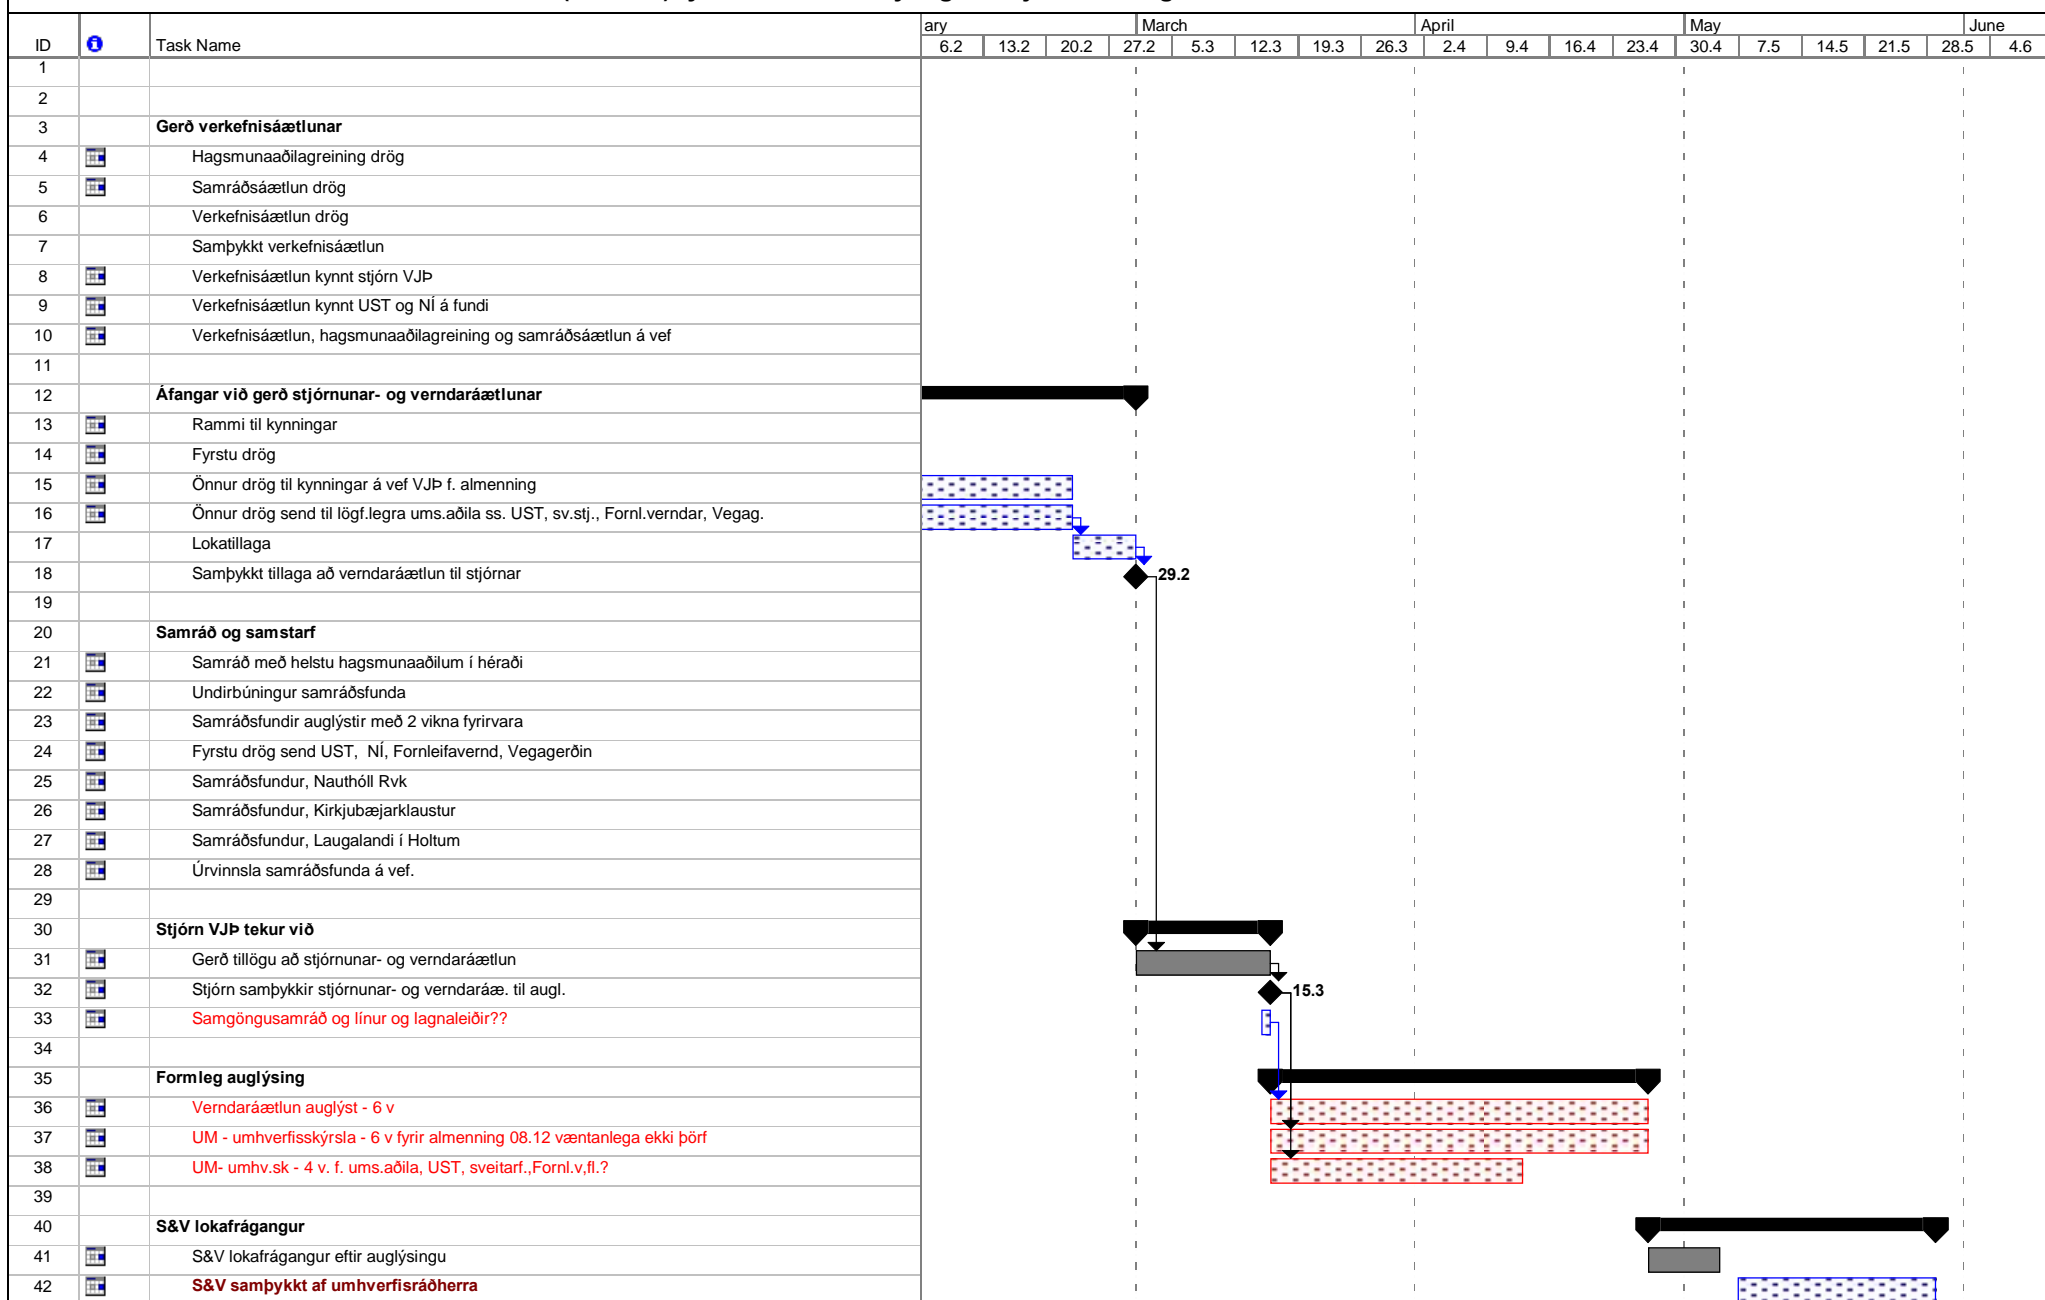 ary March April May June
ID Task Name 6.2 13.2 20.2 27.2 5.3 12.3 19.3 26.3 2.4 9.4 16.4 23.4 30.4 7.5 14.5 21.5 28.5 4.6
1
2
3 Gerð verkefnisáætlunar
4 Hagsmunaaðilagreining drög
5 Samráðsáætlun drög
6 Verkefnisáætlun drög
7 Samþykkt verkefnisáætlun
8 Verkefnisáætlun kynnt stjórn VJÞ
9 Verkefnisáætlun kynnt UST og NÍ á fundi
10 Verkefnisáætlun, hagsmunaaðilagreining og samráðsáætlun á vef
11
12 Áfangar við gerð stjórnunar- og verndaráætlunar
13 Rammi til kynningar
14 Fyrstu drög
15 Önnur drög til kynningar á vef VJÞ f. almenning
16 Önnur drög send til lögf.legra ums.aðila ss. UST, sv.stj., Fornl.verndar, Vegag.
17 Lokatillaga
18 Samþykkt tillaga að verndaráætlun til stjórnar 29.2
19
20 Samráð og samstarf
21 Samráð með helstu hagsmunaaðilum í héraði
22 Undirbúningur samráðsfunda
23 Samráðsfundir auglýstir með 2 vikna fyrirvara
24 Fyrstu drög send UST, NÍ, Fornleifavernd, Vegagerðin
25 Samráðsfundur, Nauthóll Rvk
26 Samráðsfundur, Kirkjubæjarklaustur
27 Samráðsfundur, Laugalandi í Holtum
28 Úrvinnsla samráðsfunda á vef.
29
30 Stjórn VJÞ tekur við
31 Gerð tillögu að stjórnunar- og verndaráætlun
32 Stjórn samþykkir stjórnunar- og verndaráæ. til augl. 15.3
33 Samgöngusamráð og línur og lagnaleiðir??
34
35 Formleg auglýsing
36 Verndaráætlun auglýst - 6 v
37 UM - umhverfisskýrsla - 6 v fyrir almenning 08.12 væntanlega ekki þörf
38 UM- umhv.sk - 4 v. f. ums.aðila, UST, sveitarf.,Fornl.v,fl.?
39
40 S&V lokafrágangur
41 S&V lokafrágangur eftir auglýsingu
42 S&V samþykkt af umhverfisráðherra